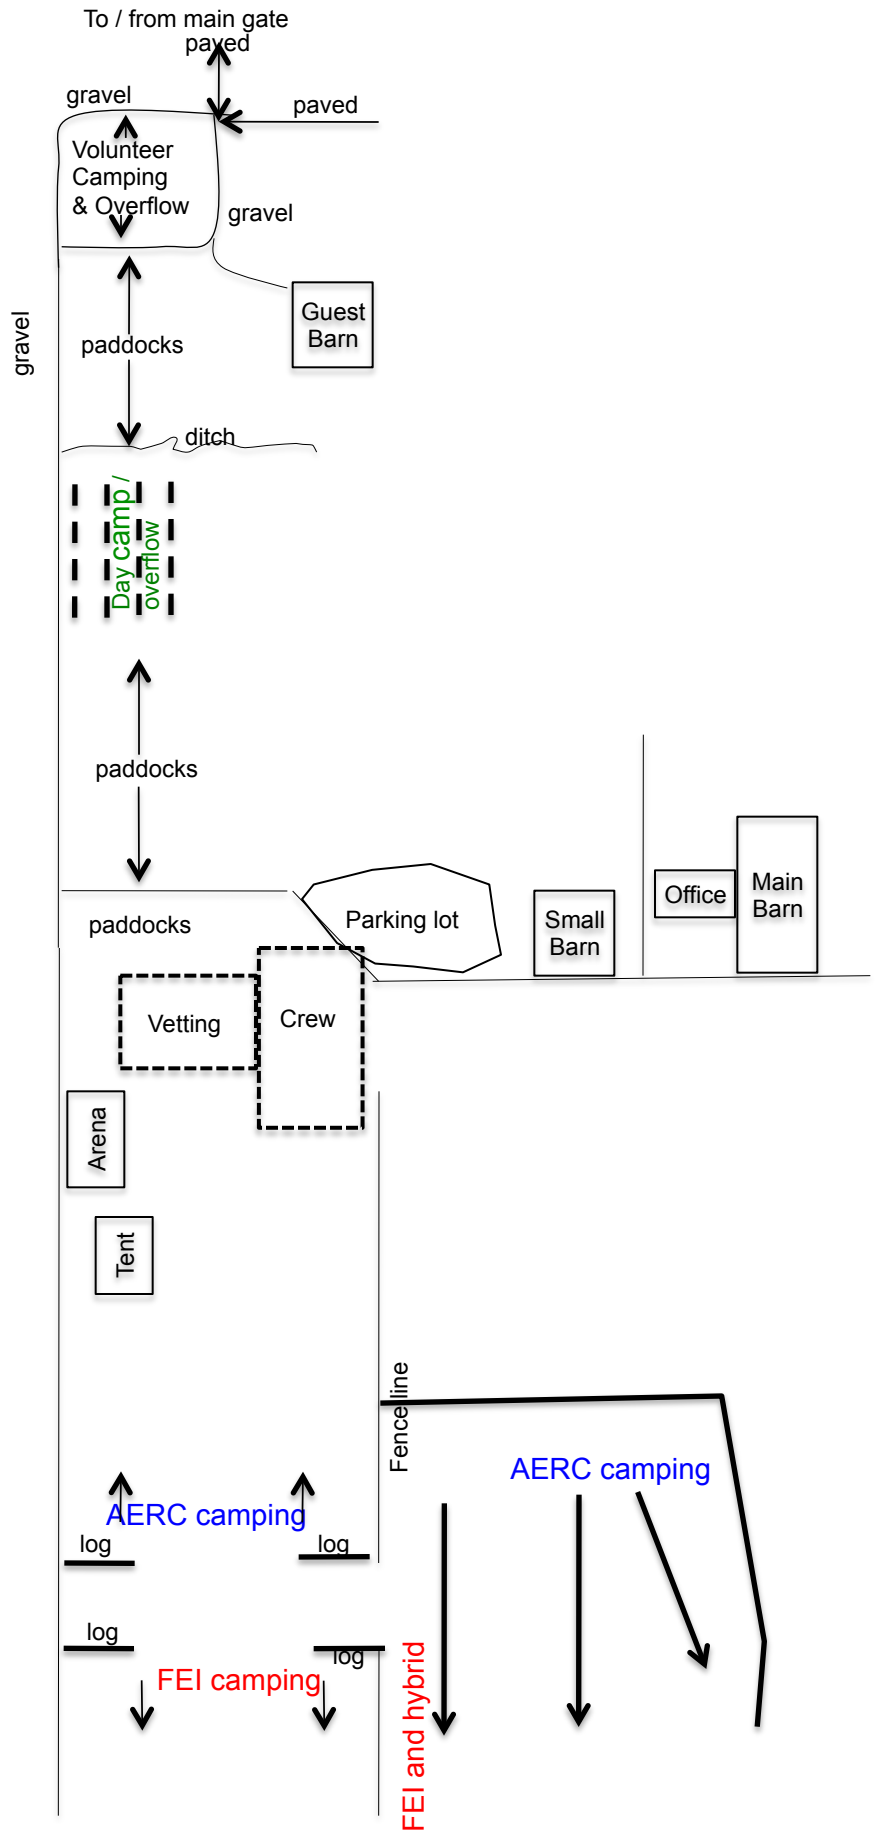 To / from main gate
paved
gravel
paved
Volunteer
Camping
& Overflow
gravel
gravel
Guest
Barn
paddocks
ditch
Day camp /
overflow
paddocks
Main
Barn
Office
paddocks
Parking lot
Small
Barn
Vetting
Crew
Arena
Tent
Fence line
AERC camping
AERC camping
log
log
log
log
FEI camping
FEI and hybrid